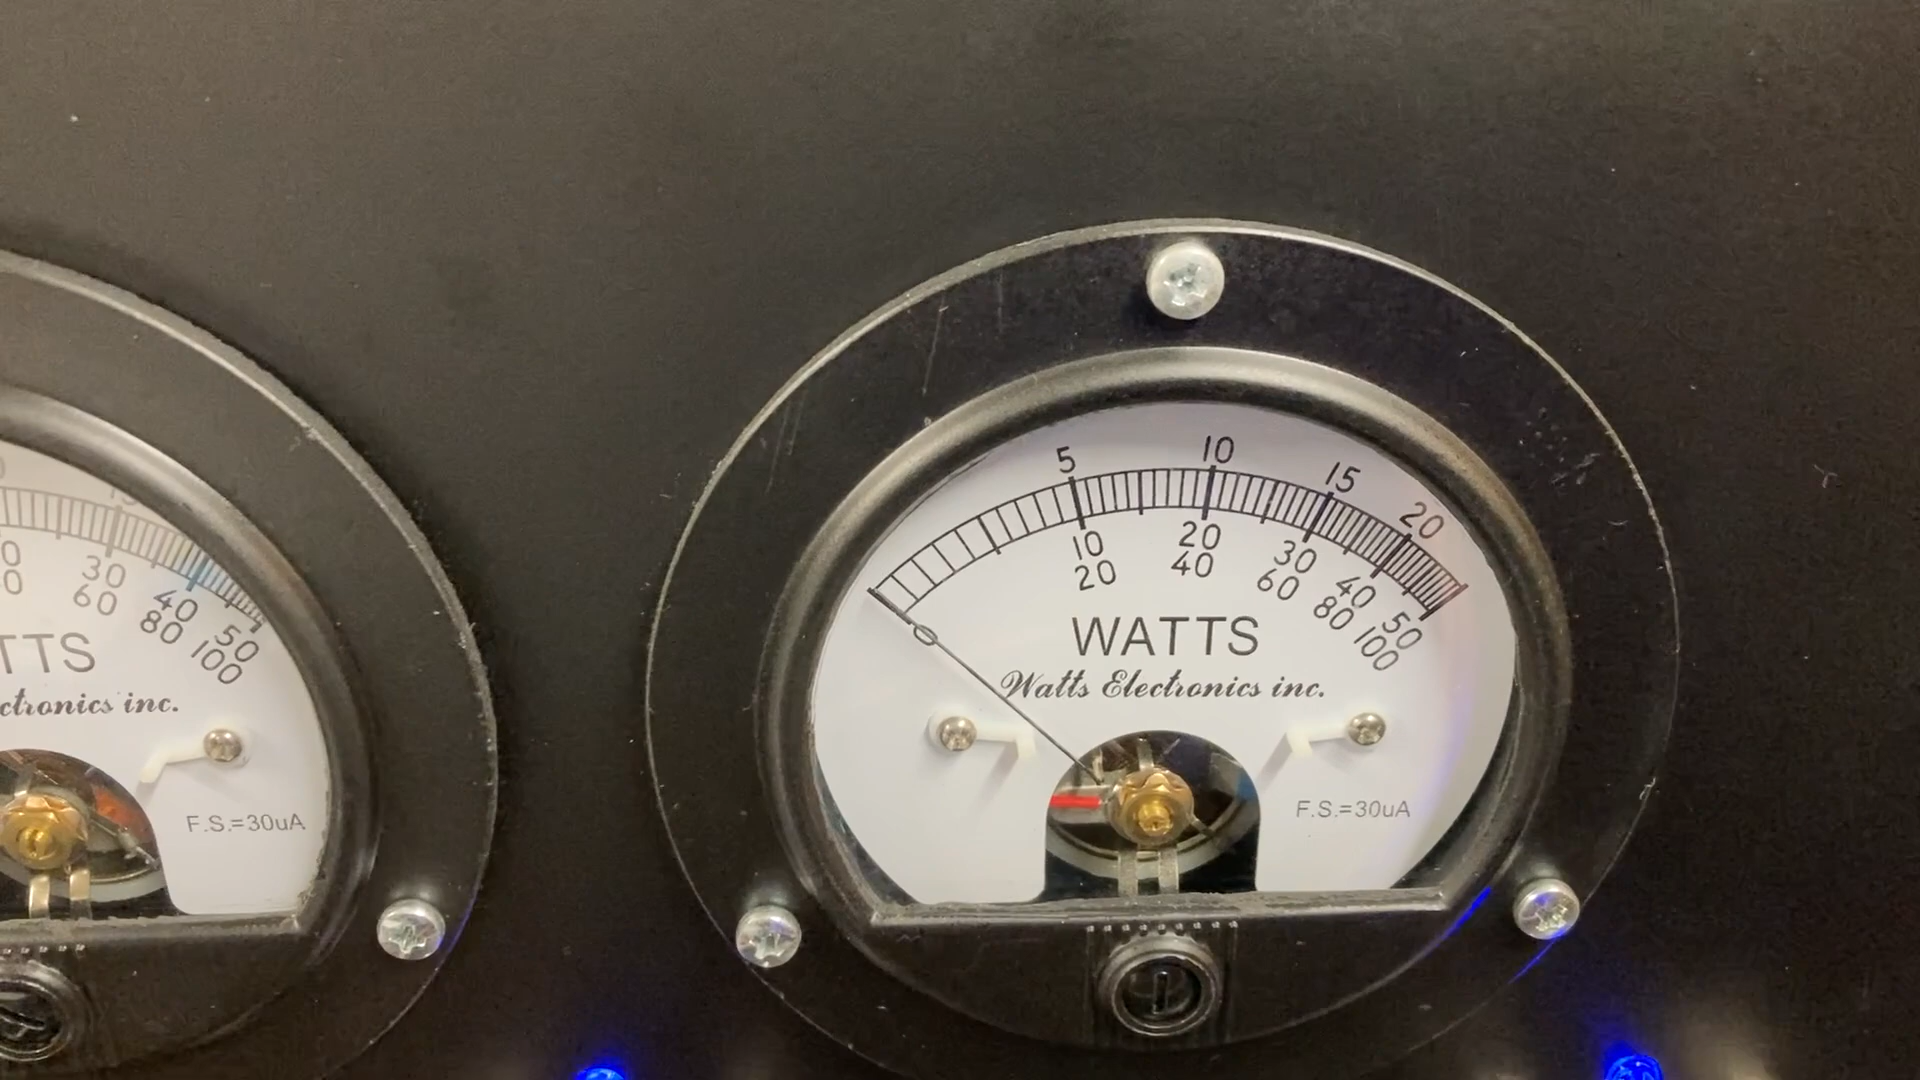 5 10 15 20
0 10 20 30 40 50
20 40 60 80 100
WATTS
Watts Electronics inc.
F.S.=30uA
15
30 40 50
60 80 100
TTS
ctronics inc.
F.S.=30uA